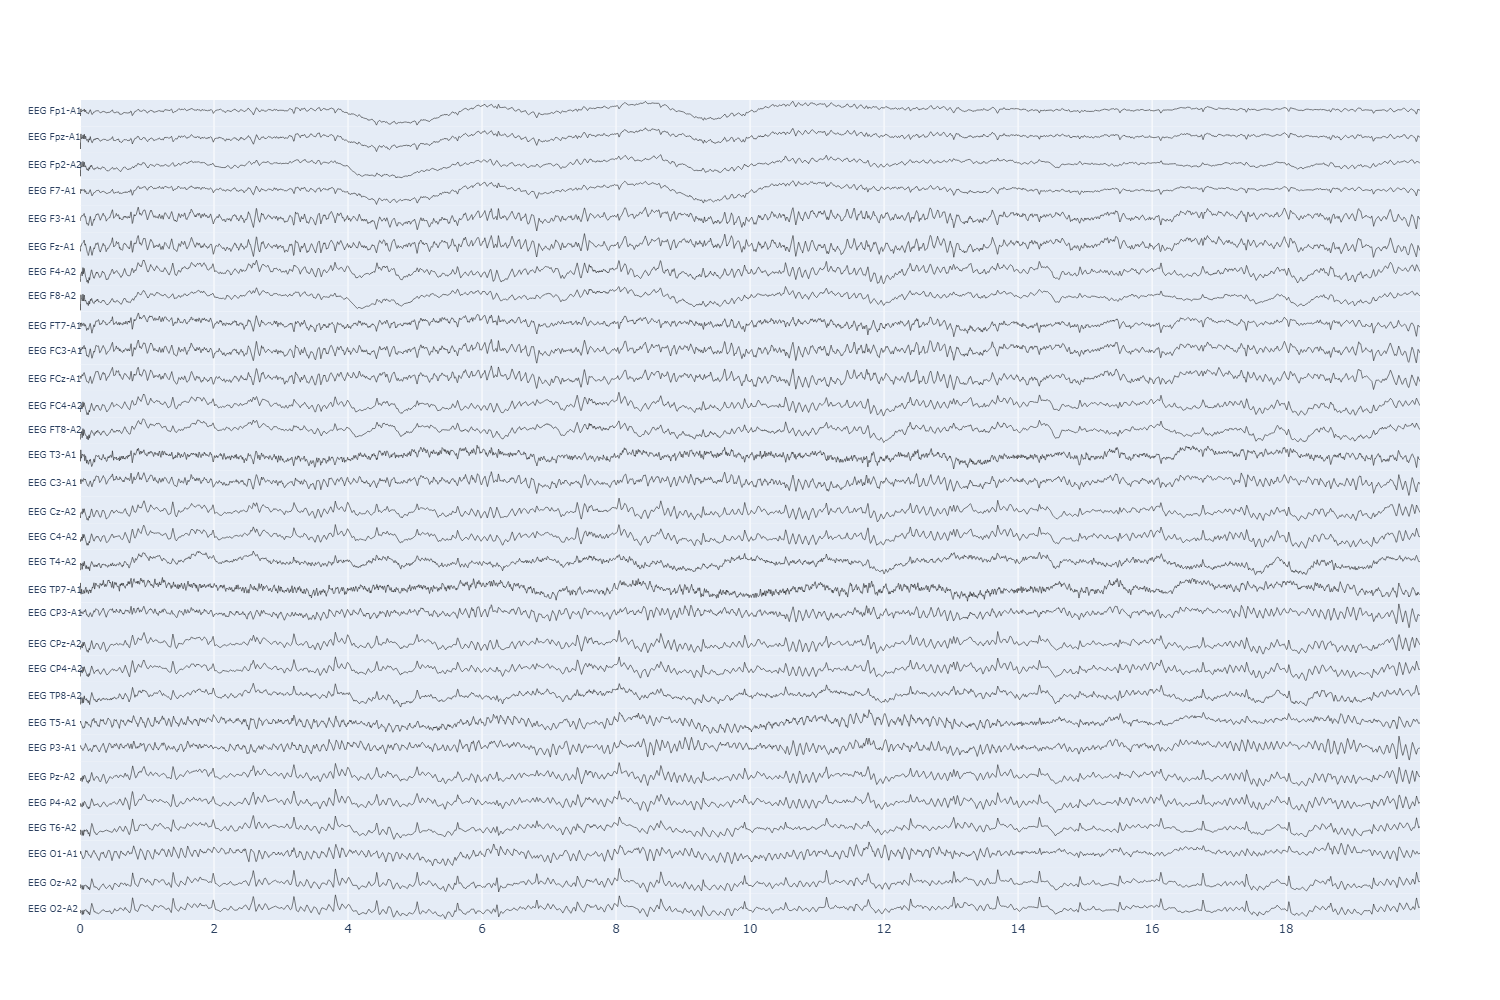 EEG Fp1-A1
EEG Fpz-A1
EEG Fp2-A2
EEG F7-A1
EEG F3-A1
EEG Fz-A1
EEG F4-A2
EEG F8-A2
EEG FT7-A1
EEG FC3-A1
EEG FCz-A1
EEG FC4-A2
EEG FT8-A2
EEG T3-A1
EEG C3-A1
EEG Cz-A2
EEG C4-A2
EEG T4-A2
EEG TP7-A1
EEG CP3-A1
EEG CPz-A2
EEG CP4-A2
EEG TP8-A2
EEG T5-A1
EEG P3-A1
EEG Pz-A2
EEG P4-A2
EEG T6-A2
EEG O1-A1
EEG Oz-A2
EEG O2-A2
0 2 4 6 8 10 12 14 16 18